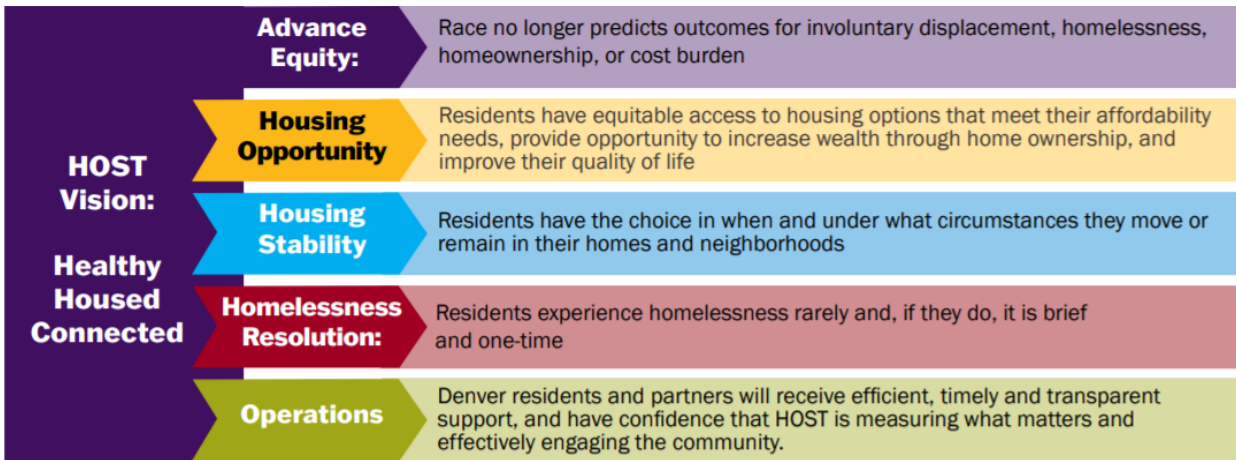 HOST
Vision:
Healthy
Housed
Connected
Advance
Equity:
Race no longer predicts outcomes for involuntary displacement, homelessness,
homeownership, or cost burden
Housing
Opportunity
Residents have equitable access to housing options that meet their affordability
needs, provide opportunity to increase wealth through home ownership, and
improve their quality of life
Housing
Stability
Residents have the choice in when and under what circumstances they move or
remain in their homes and neighborhoods
Homelessness
Resolution:
Residents experience homelessness rarely and, if they do, it is brief
and one-time
Operations
Denver residents and partners will receive efficient, timely and transparent
support, and have confidence that HOST is measuring what matters and
effectively engaging the community.